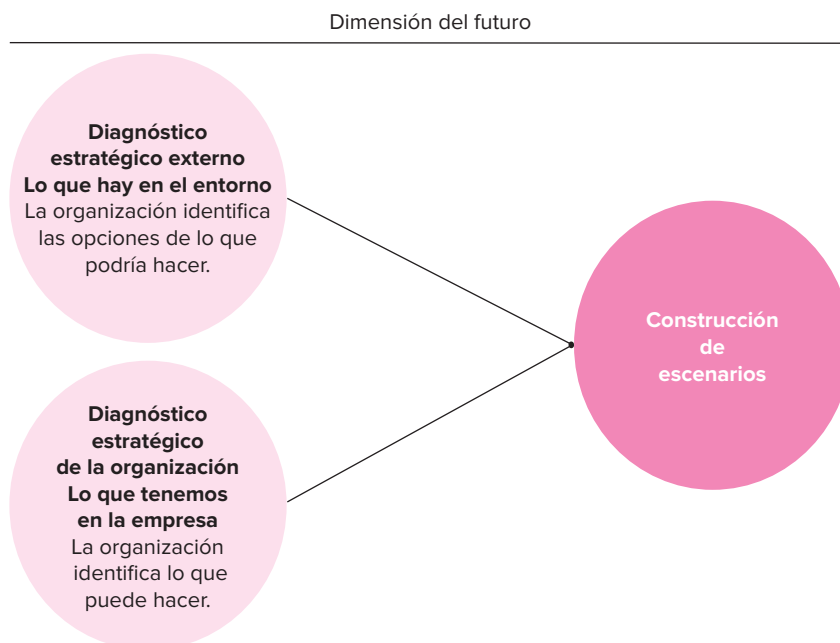 Dimensión del futuro
Diagnóstico
estratégico externo
Lo que hay en el entorno
La organización identifica
las opciones de lo que
podría hacer.
Construcción
de
escenarios
Diagnóstico
estratégico
de la organización
Lo que tenemos
en la empresa
La organización
identifica lo que
puede hacer.